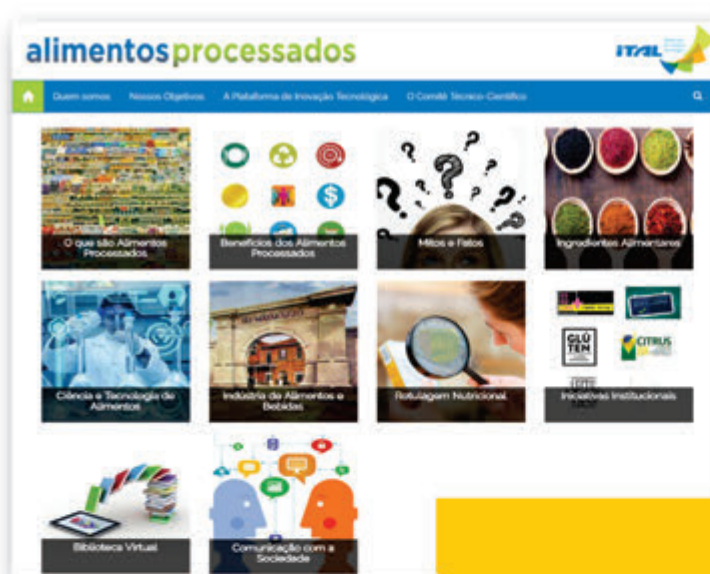 alimentosprocessados
ITAL
Quem somos Nossos Objetivos A Plataforma de Inovação Tecnológica O Comitê Técnico-Científico
O que são Alimentos
Processados
Benefícios dos Alimentos
Processados
Mitos e Fatos
Ingredientes Alimentares
Ciência e Tecnologia de
Alimentos
Indústria de Alimentos e
Bebidas
Rotulagem Nutricional
GLÚ
TEN
CITRUS
Iniciativas Institucionais
Biblioteca Virtual
Comunicação com a
Sociedade